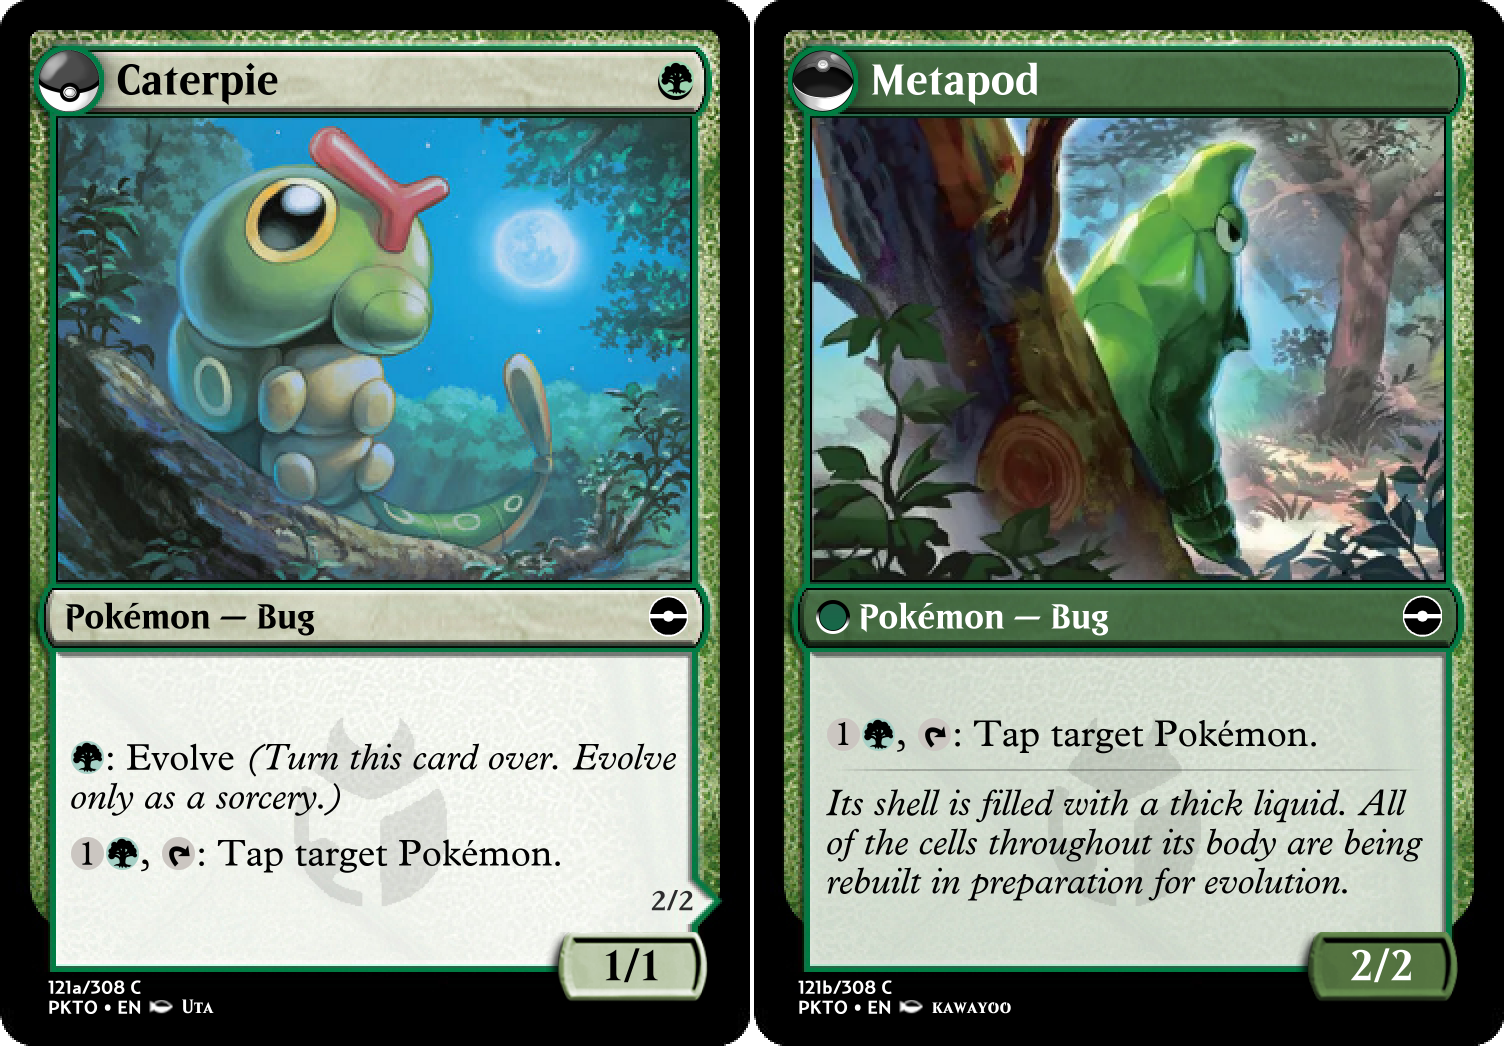 Caterpie
Pokémon — Bug
: Evolve (Turn this card over. Evolve
only as a sorcery.)
1, : Tap target Pokémon.
2/2
1/1
121a/308 C
PKTO • EN Uta
Metapod
Pokémon — Bug
1, : Tap target Pokémon.
Its shell is filled with a thick liquid. All
of the cells throughout its body are being
rebuilt in preparation for evolution.
2/2
121b/308 C
PKTO • EN KAWAYOO